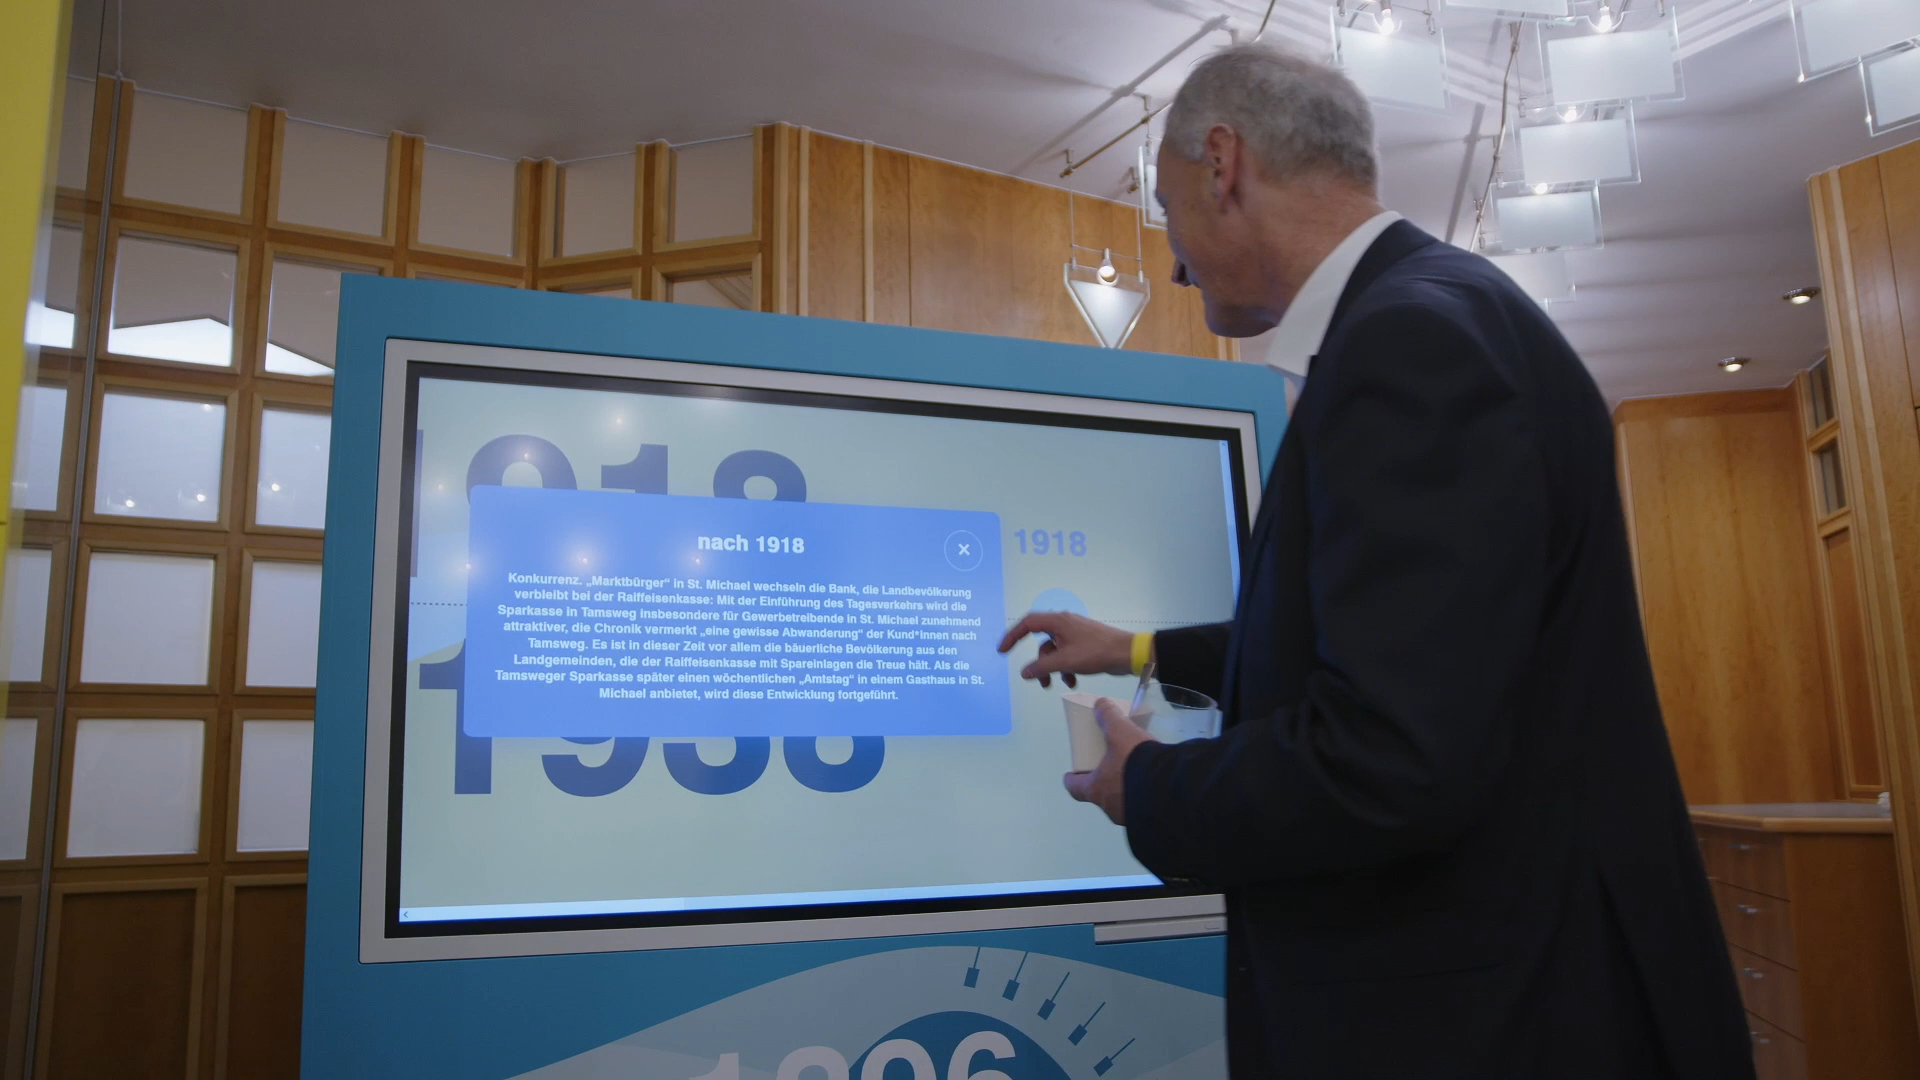 1918
nach 1918
1918
Konkurrenz. „Marktbürger“ in St. Michael wechseln die Bank, die Landbevölkerung
verbleibt bei der Raiffeisenkasse: Mit der Einführung des Tagesverkehrs wird die
Sparkasse in Tamsweg insbesondere für Gewerbetreibende in St. Michael zunehmend
attraktiver, die Chronik vermerkt „eine gewisse Abwanderung“ der Kund*innen nach
Tamsweg. Es ist in dieser Zeit vor allem die bäuerliche Bevölkerung aus den
Landgemeinden, die der Raiffeisenkasse mit Spareinlagen die Treue hält. Als die
Tamsweger Sparkasse später einen wöchentlichen „Amtstag“ in einem Gasthaus in St.
Michael anbietet, wird diese Entwicklung fortgeführt.
1938
1896